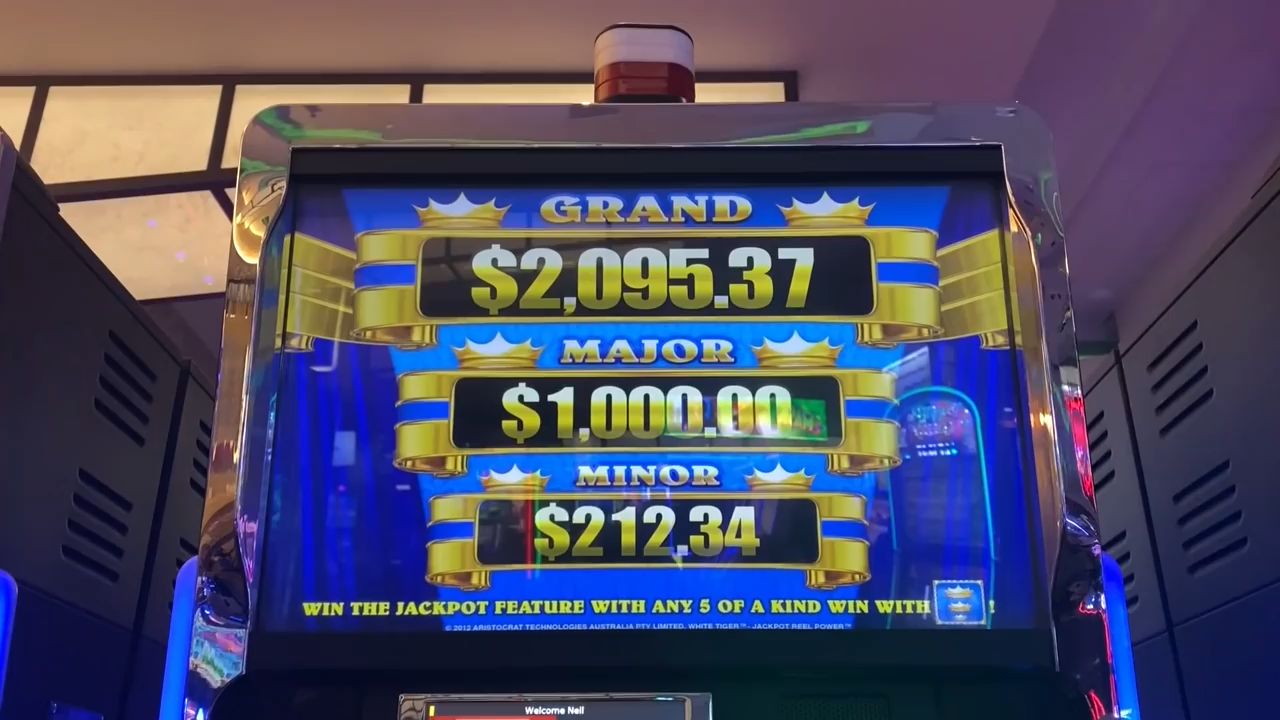 GRAND
$2,095.37
MAJOR
$1,000.00
MINOR
$212.34
WIN THE JACKPOT FEATURE WITH ANY 5 OF A KIND WIN WITH !
© 2012 ARISTOCRAT TECHNOLOGIES AUSTRALIA PTY LIMITED. WHITE TIGER™ - JACKPOT REEL POWER™
Welcome Neil